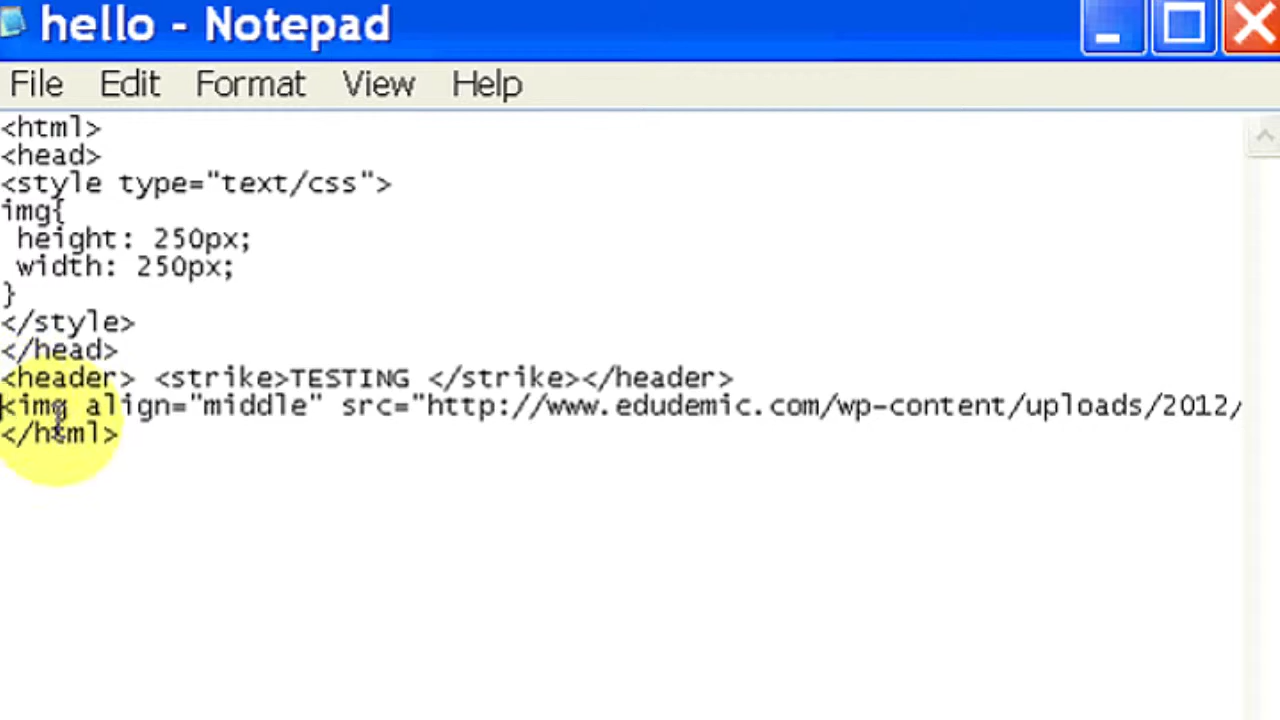 hello - Notepad
File Edit Format View Help
<html>
<head>
<style type="text/css">
img{
 height: 250px;
 width: 250px;
}
</style>
</head>
<header> <strike>TESTING </strike></header>
<img align="middle" src="http://www.edudemic.com/wp-content/uploads/2012/
</html>